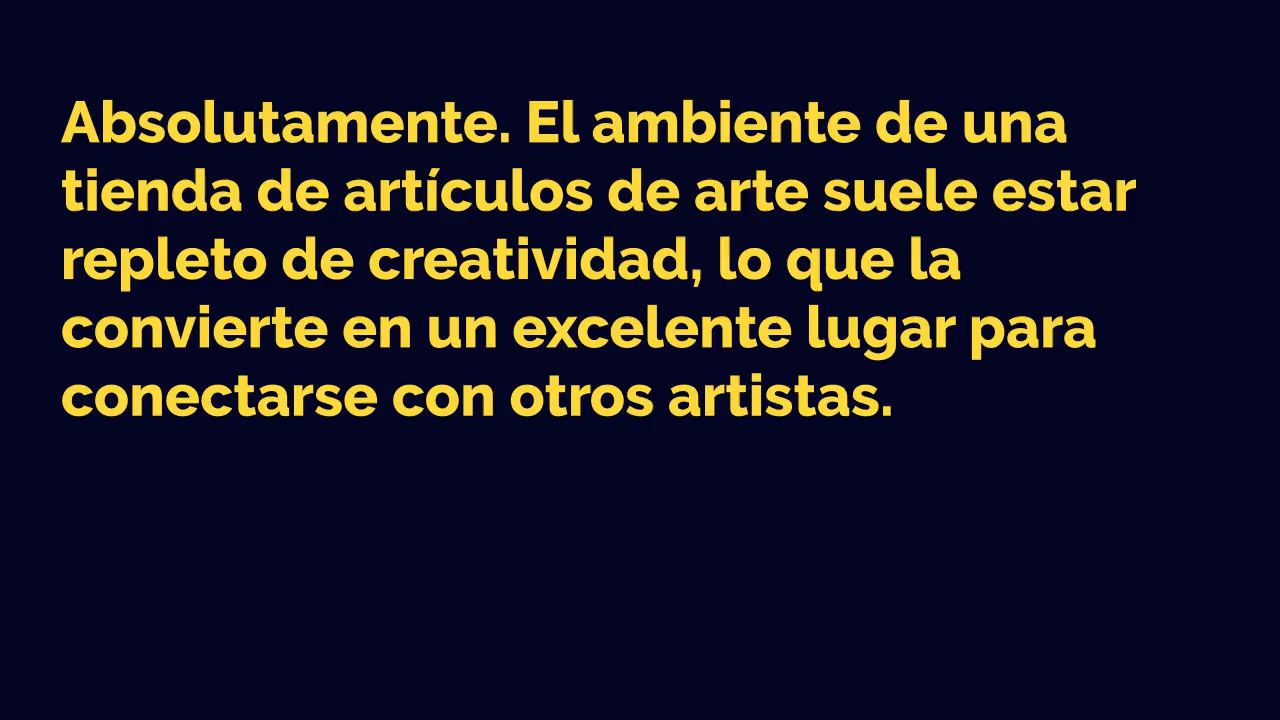 Absolutamente. El ambiente de una
tienda de artículos de arte suele estar
repleto de creatividad, lo que la
convierte en un excelente lugar para
conectarse con otros artistas.